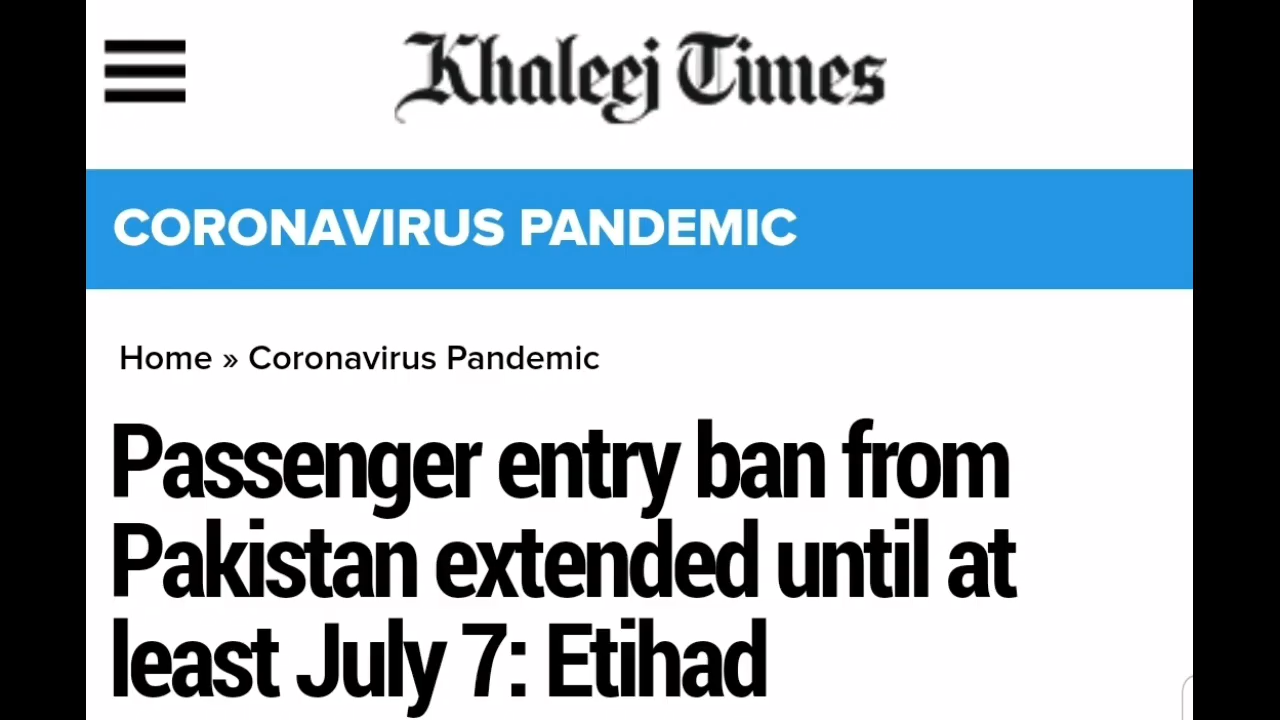 Khaleej Times
CORONAVIRUS PANDEMIC
Home » Coronavirus Pandemic
Passenger entry ban from
Pakistan extended until at
least July 7: Etihad